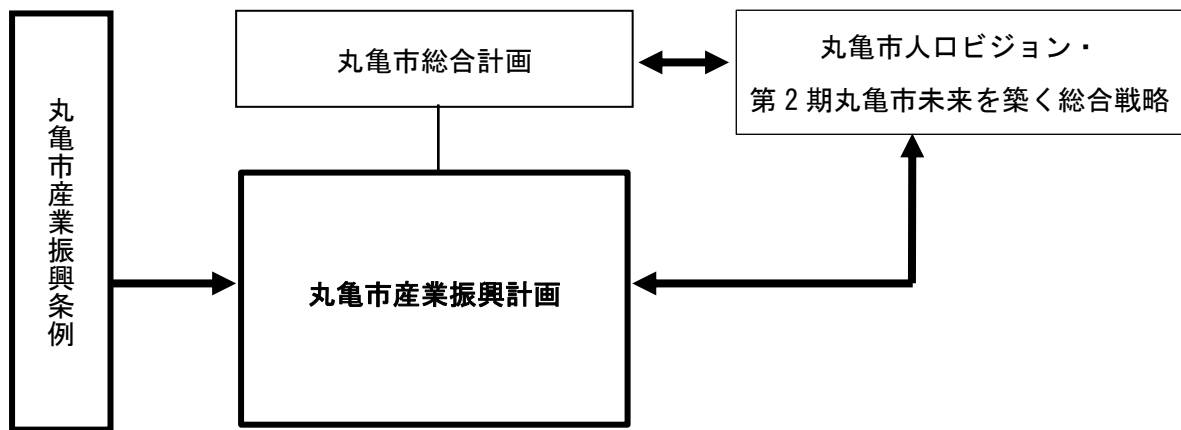 丸亀市産業振興条例
丸亀市総合計画
丸亀市人口ビジョン・
第2期丸亀市未来を築く総合戦略
丸亀市産業振興計画